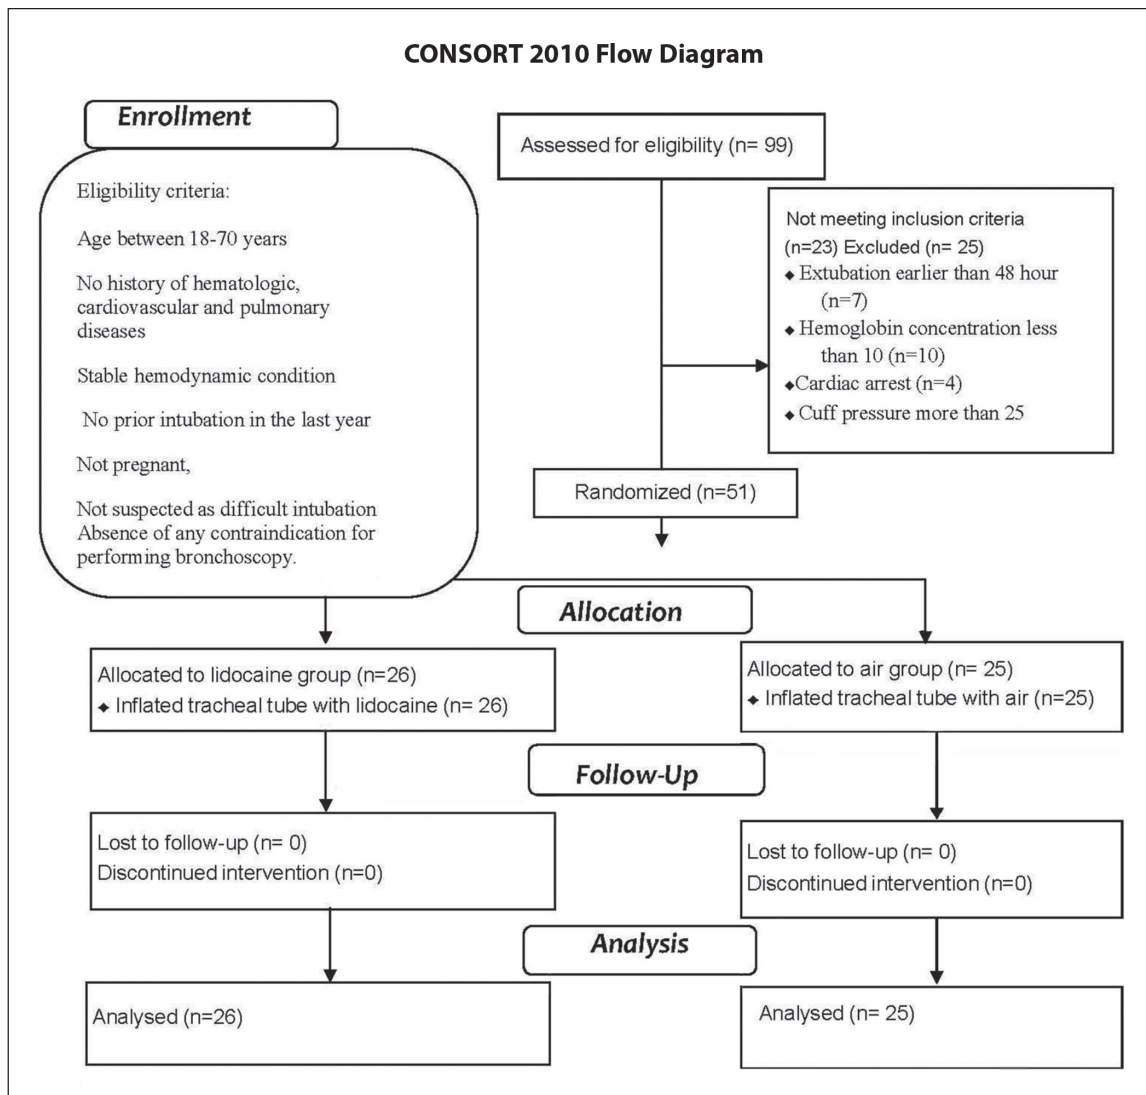 CONSORT 2010 Flow Diagram
Enrollment
Eligibility criteria:
Age between 18-70 years
No history of hematologic,
cardiovascular and pulmonary
diseases
Stable hemodynamic condition
No prior intubation in the last year
Not pregnant,
Not suspected as difficult intubation
Absence of any contraindication for
performing bronchoscopy.
Assessed for eligibility (n= 99)
Not meeting inclusion criteria
(n=23) Excluded (n= 25)
◆ Extubation earlier than 48 hour
(n=7)
◆ Hemoglobin concentration less
than 10 (n=10)
◆Cardiac arrest (n=4)
◆ Cuff pressure more than 25
Randomized (n=51)
Allocation
Allocated to lidocaine group (n=26)
◆ Inflated tracheal tube with lidocaine (n= 26)
Allocated to air group (n= 25)
◆ Inflated tracheal tube with air (n=25)
Follow-Up
Lost to follow-up (n= 0)
Discontinued intervention (n=0)
Lost to follow-up (n= 0)
Discontinued intervention (n=0)
Analysis
Analysed (n=26)
Analysed (n= 25)